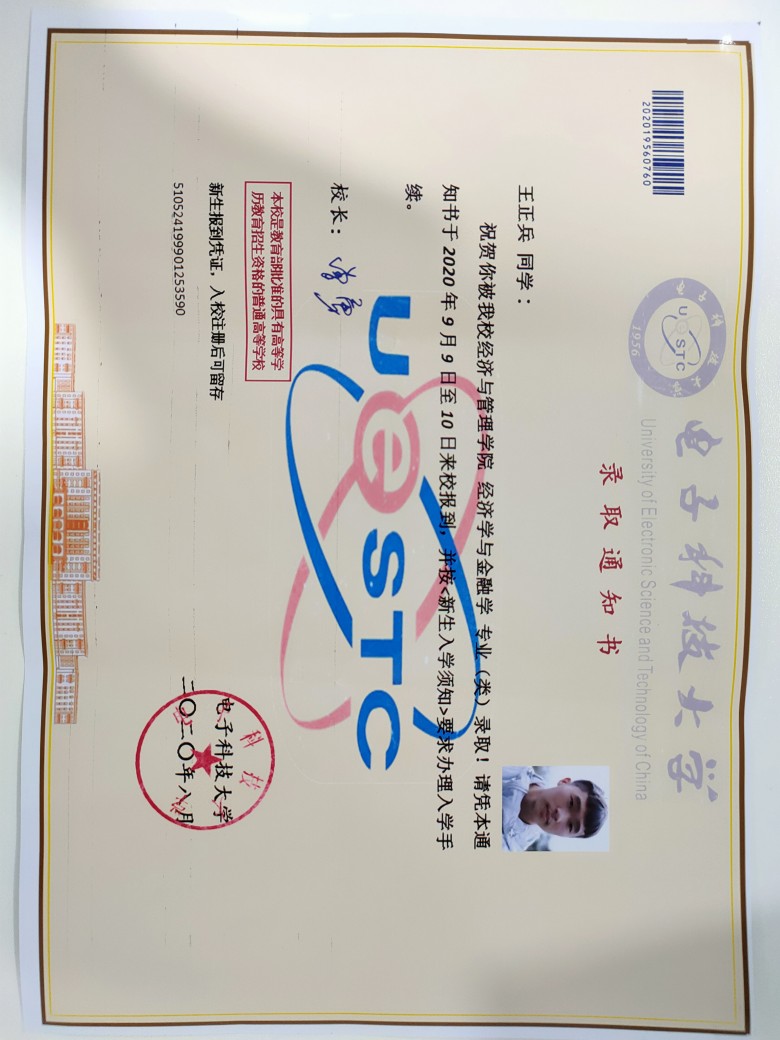 202019560760
UeSTC
1956
电子科技大学
University of Electronic Science and Technology of China
录取通知书
王正兵 同学：
祝贺你被我校经济与管理学院 经济学与金融学 专业（类）录取！请凭本通
知书于 2020 年 9 月 9 日至 10 日来校报到，并按<新生入学须知>要求办理入学手
续。
UeSTC
校长：
本校是教育部批准的具有高等学
历教育招生资格的普通高等学校
新生报到凭证，入校注册后可留存
510524199901253590
电子科技大学
二〇二〇年八月